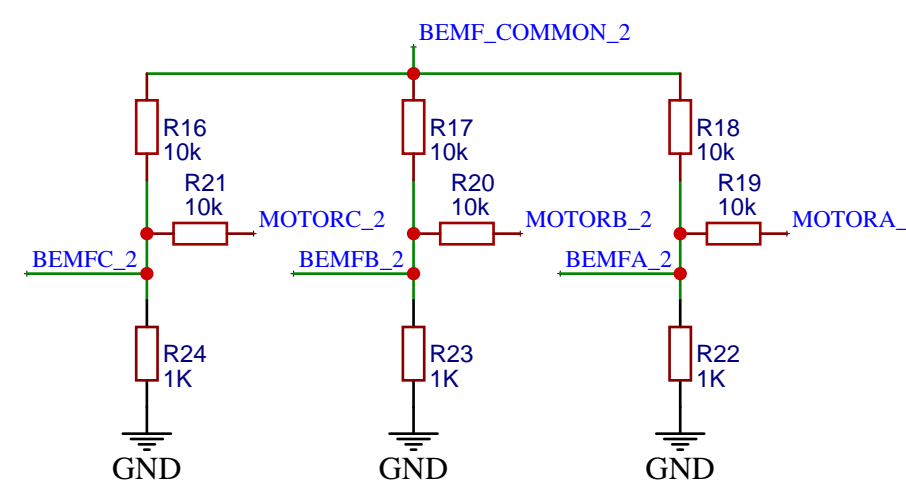 BEMF_COMMON_2
R16
10k
R17
10k
R18
10k
R21
10k
R20
10k
R19
10k
MOTORC_2
MOTORB_2
MOTORA_
BEMFC_2
BEMFB_2
BEMFA_2
R24
1K
R23
1K
R22
1K
GND
GND
GND